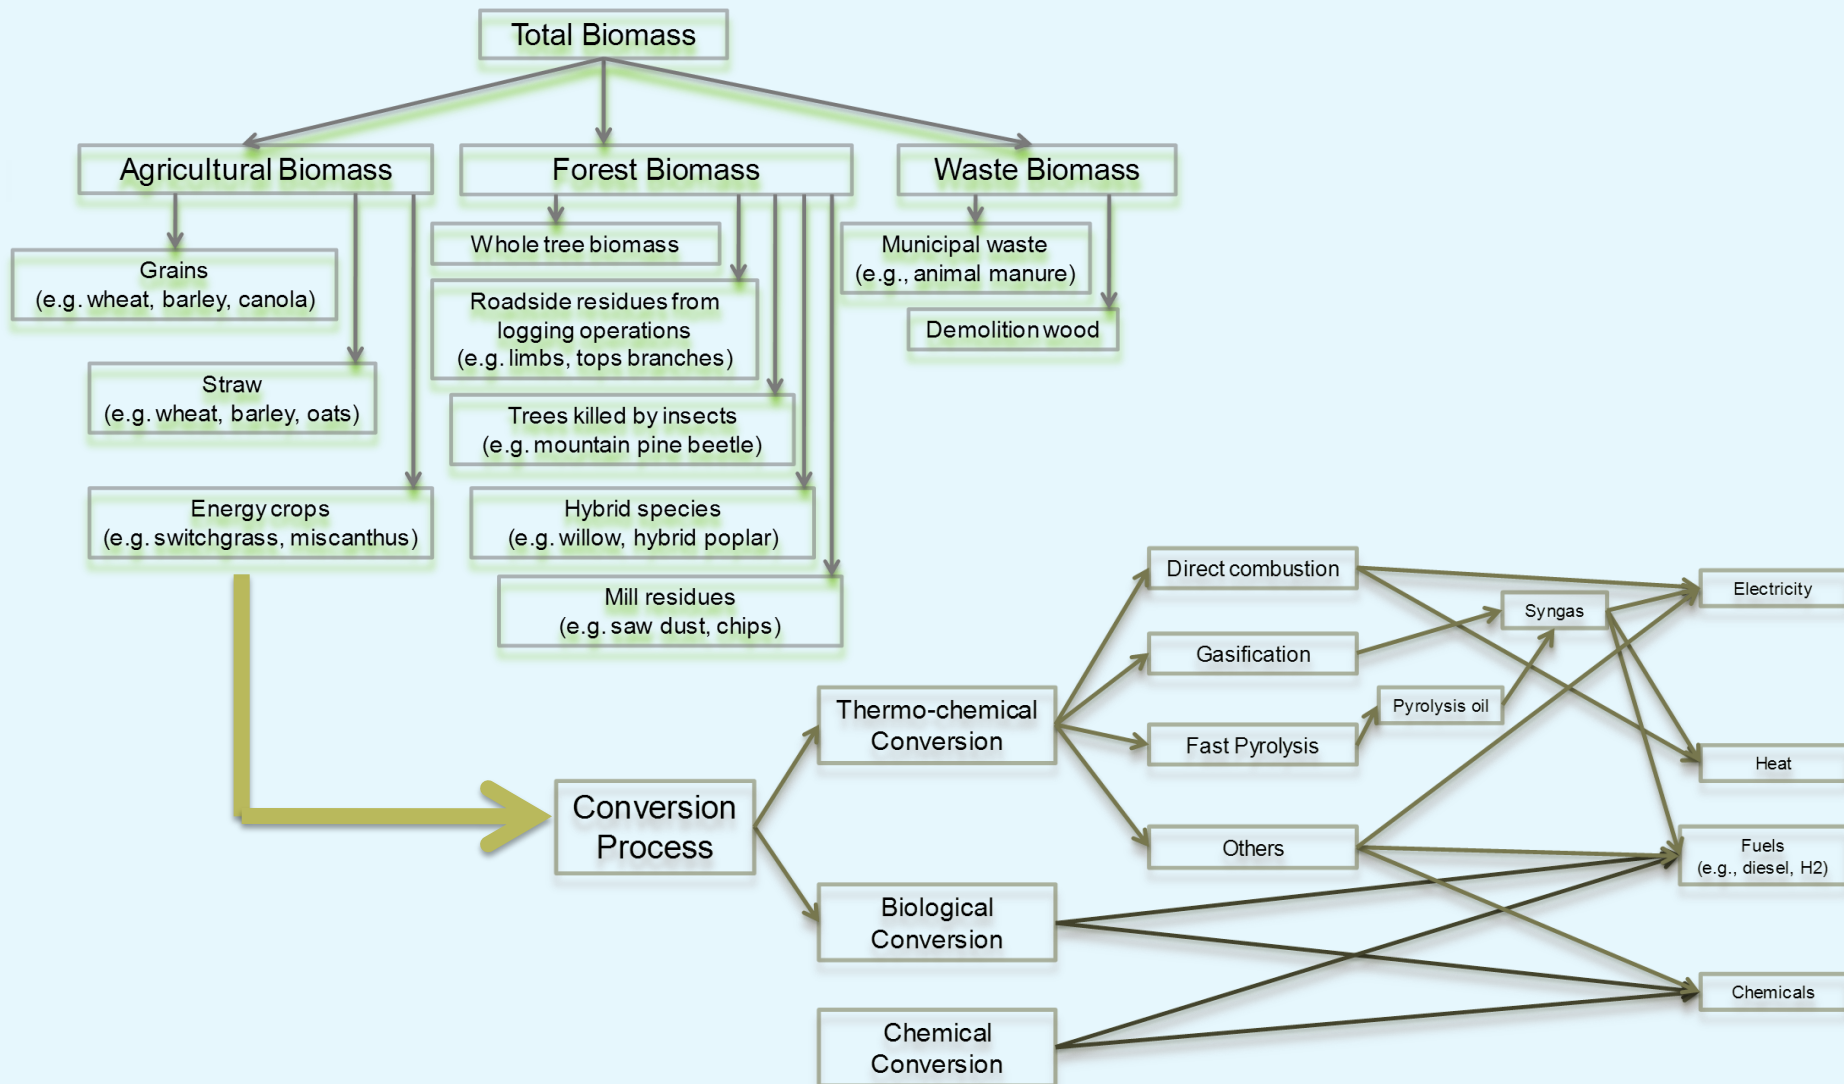 Total Biomass
Agricultural Biomass
Forest Biomass
Waste Biomass
Grains
(e.g. wheat, barley, canola)
Straw
(e.g. wheat, barley, oats)
Energy crops
(e.g. switchgrass, miscanthus)
Whole tree biomass
Roadside residues from
logging operations
(e.g. limbs, tops branches)
Trees killed by insects
(e.g. mountain pine beetle)
Hybrid species
(e.g. willow, hybrid poplar)
Mill residues
(e.g. saw dust, chips)
Municipal waste
(e.g., animal manure)
Demolition wood
Conversion
Process
Thermo-chemical
Conversion
Biological
Conversion
Chemical
Conversion
Direct combustion
Gasification
Fast Pyrolysis
Others
Syngas
Pyrolysis oil
Electricity
Heat
Fuels
(e.g., diesel, H2)
Chemicals